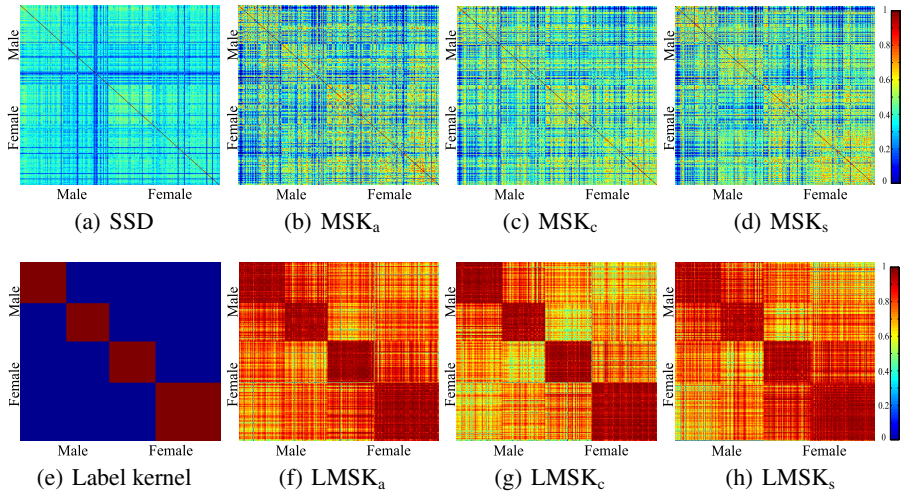 Male
Female
Male Female
(a) SSD
Male Female
(b) MSKa
Male Female
(c) MSKc
Male Female
(d) MSKs
1
0.8
0.6
0.4
0.2
0
Male
Female
Male Female
(e) Label kernel
Male
Female
Male Female
(f) LMSKa
Male
Female
Male Female
(g) LMSKc
Male
Female
Male Female
(h) LMSKs
1
0.8
0.6
0.4
0.2
0